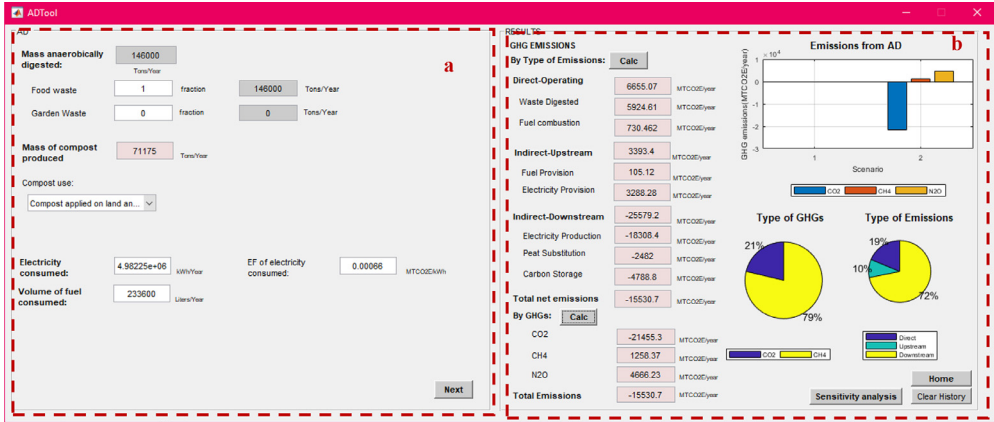 ADTool
AD
Mass anaerobically digested:
146000
Tons/Year
Food waste
1
fraction
146000
Tons/Year
Garden Waste
0
fraction
0
Tons/Year
Mass of compost produced
71175
Tons/Year
Compost use:
Compost applied on land an...
Electricity consumed:
4.98225e+06
kWh/Year
EF of electricity consumed:
0.00066
MTCO2E/kWh
Volume of fuel consumed:
233600
Liters/Year
Next
a
RESULTS
GHG EMISSIONS
By Type of Emissions:
Calc
Direct-Operating
6655.07
MTCO2E/year
Waste Digested
5924.61
MTCO2E/year
Fuel combustion
730.462
MTCO2E/year
Indirect-Upstream
3393.4
MTCO2E/year
Fuel Provision
105.12
MTCO2E/year
Electricity Provision
3288.28
MTCO2E/year
Indirect-Downstream
-25579.2
MTCO2E/year
Electricity Production
-18308.4
MTCO2E/year
Peat Substitution
-2482
MTCO2E/year
Carbon Storage
-4788.8
MTCO2E/year
Total net emissions
-15530.7
MTCO2E/year
By GHGs:
Calc
CO2
-21455.3
MTCO2E/year
CH4
1258.37
MTCO2E/year
N2O
4666.23
MTCO2E/year
Total Emissions
-15530.7
MTCO2E/year
b
Emissions from AD
× 10⁴
GHG emissions(MTCO2E/year)
1
0
-1
-2
-3
1
2
Scenario
CO2
CH4
N2O
Type of GHGs
21%
79%
CO2
CH4
Type of Emissions
19%
10%
72%
Direct
Upstream
Downstream
Home
Sensitivity analysis
Clear History